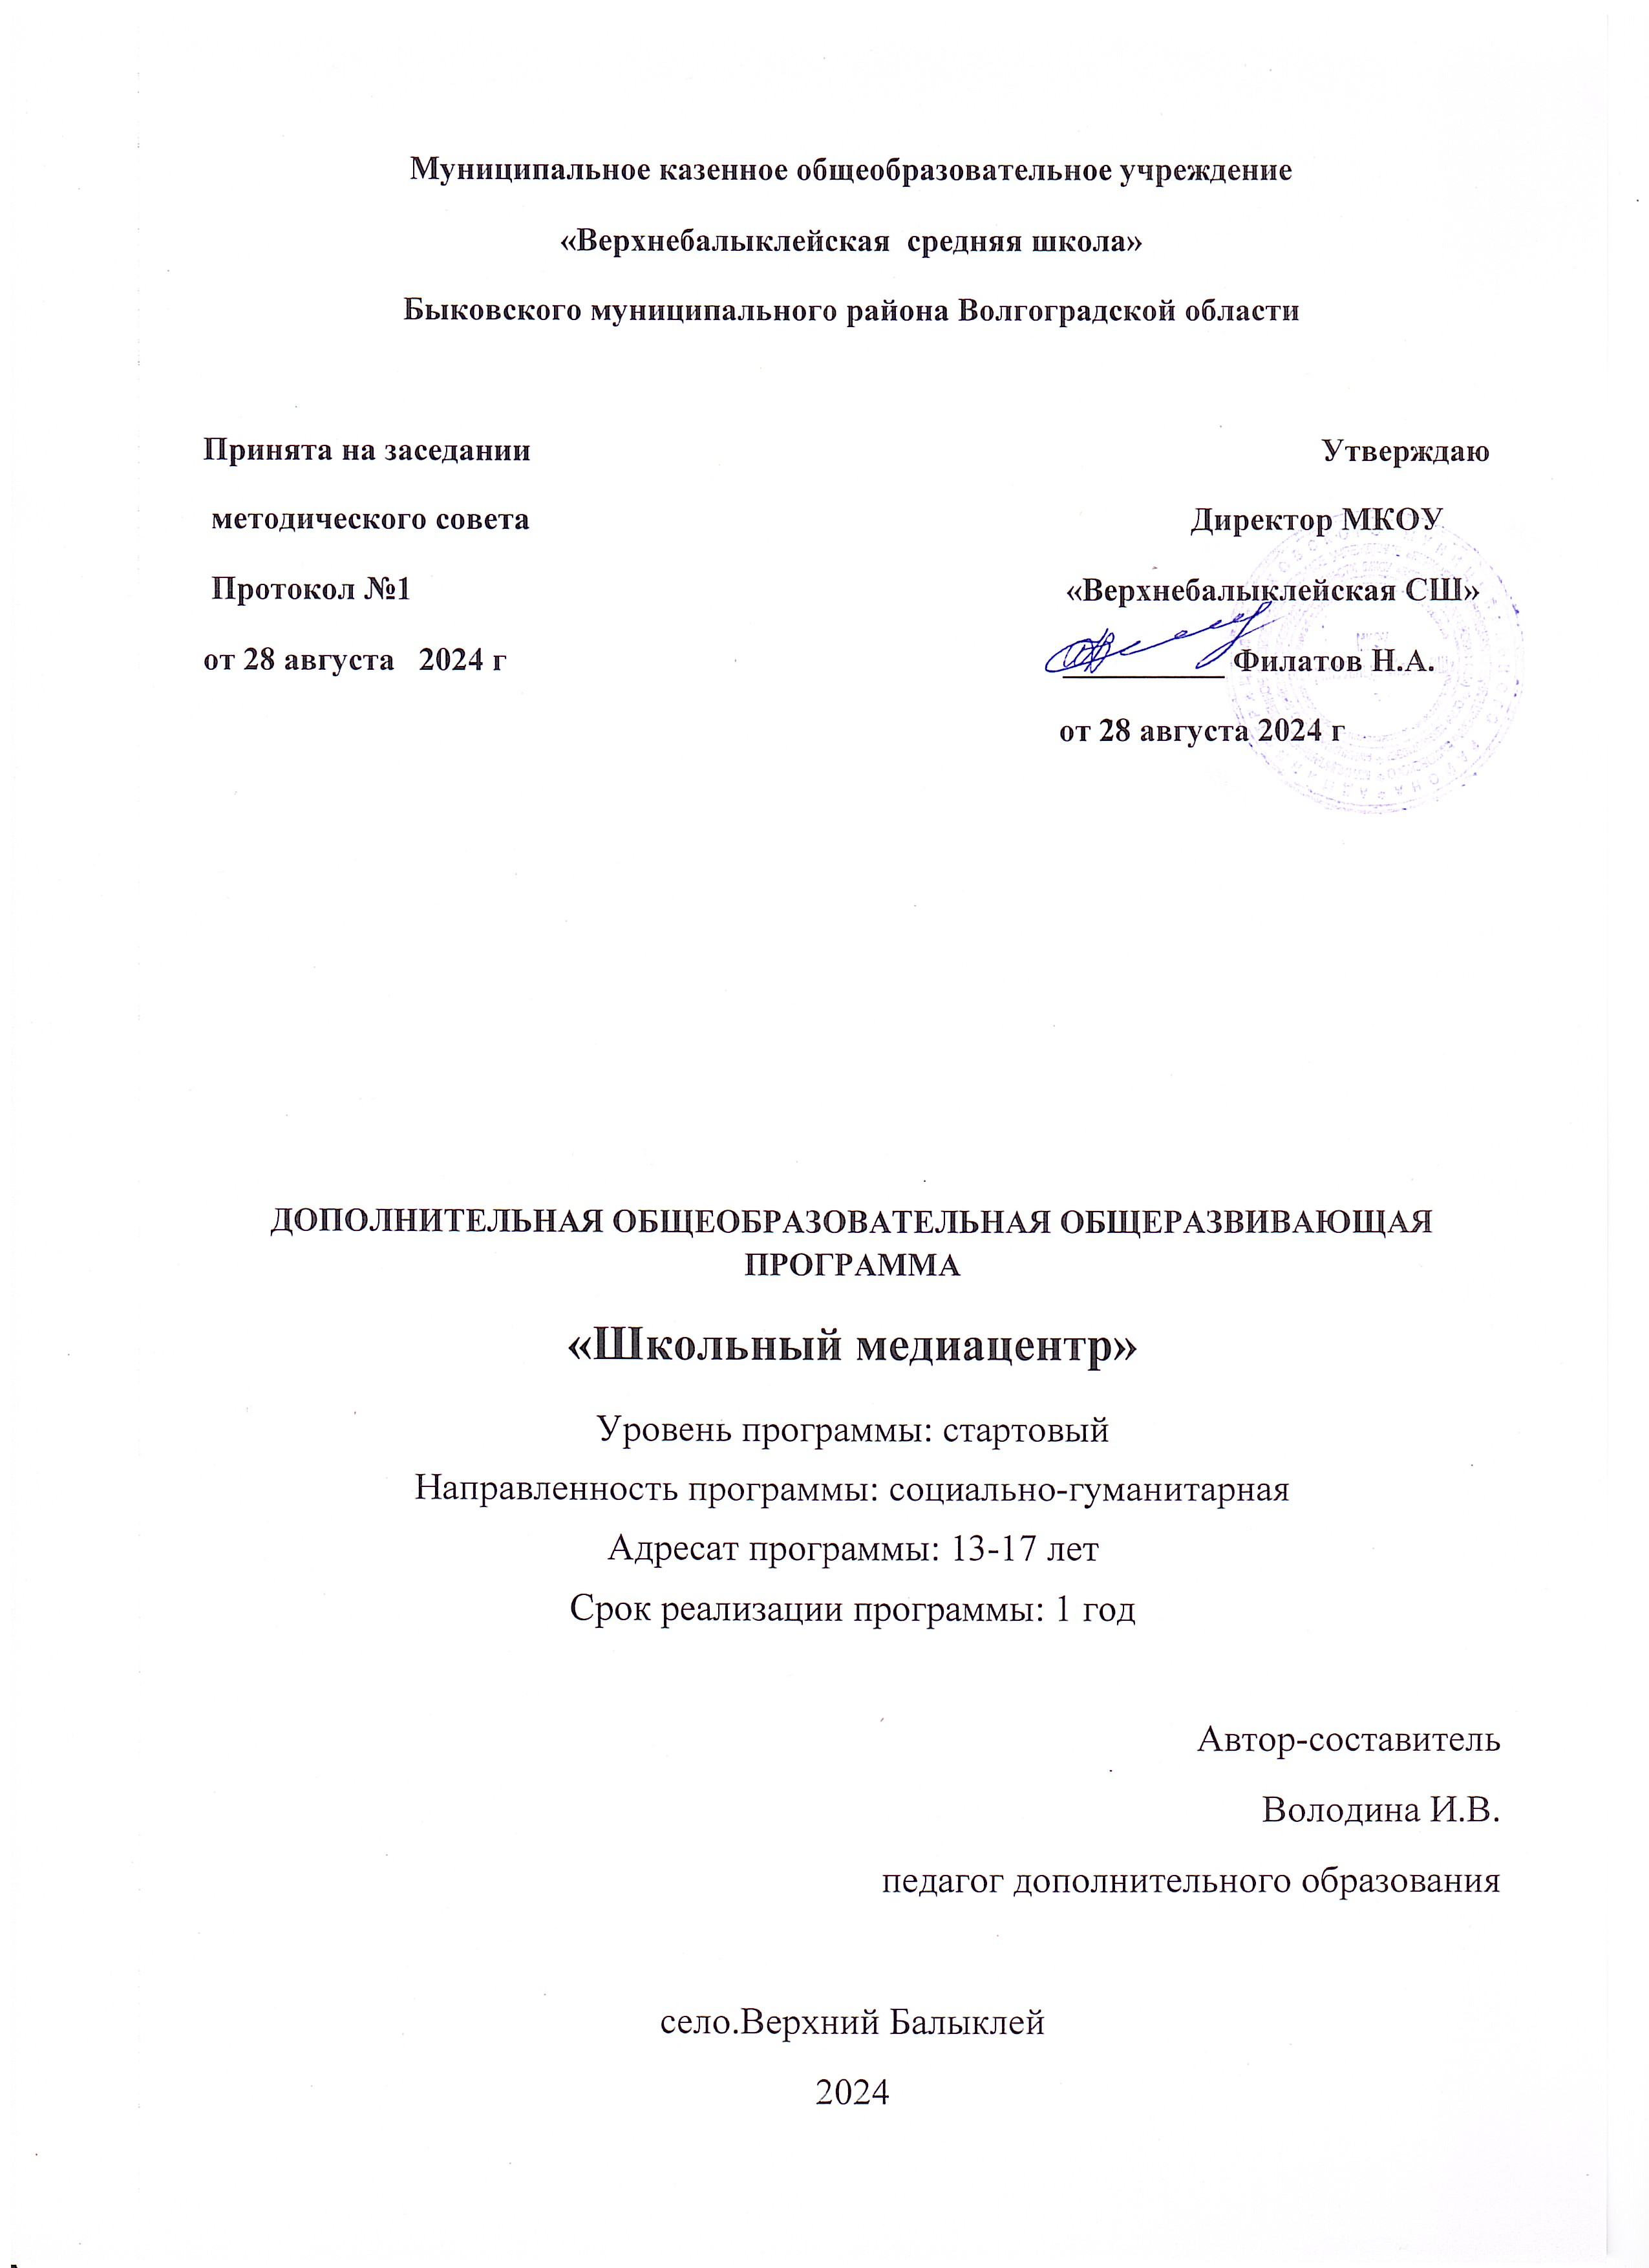 Муниципальное казенное общеобразовательное учреждение
«Верхнебалыклейская средняя школа»
Быковского муниципального района Волгоградской области
Принята на заседании Утверждаю
методического совета Директор МКОУ
Протокол №1 «Верхнебалыклейская СШ»
от 28 августа 2024 г Филатов Н.А.
от 28 августа 2024 г
ДОПОЛНИТЕЛЬНАЯ ОБЩЕОБРАЗОВАТЕЛЬНАЯ ОБЩЕРАЗВИВАЮЩАЯ
ПРОГРАММА
«Школьный медиацентр»
Уровень программы: стартовый
Направленность программы: социально-гуманитарная
Адресат программы: 13-17 лет
Срок реализации программы: 1 год
Автор-составитель
Володина И.В.
педагог дополнительного образования
село.Верхний Балыклей
2024